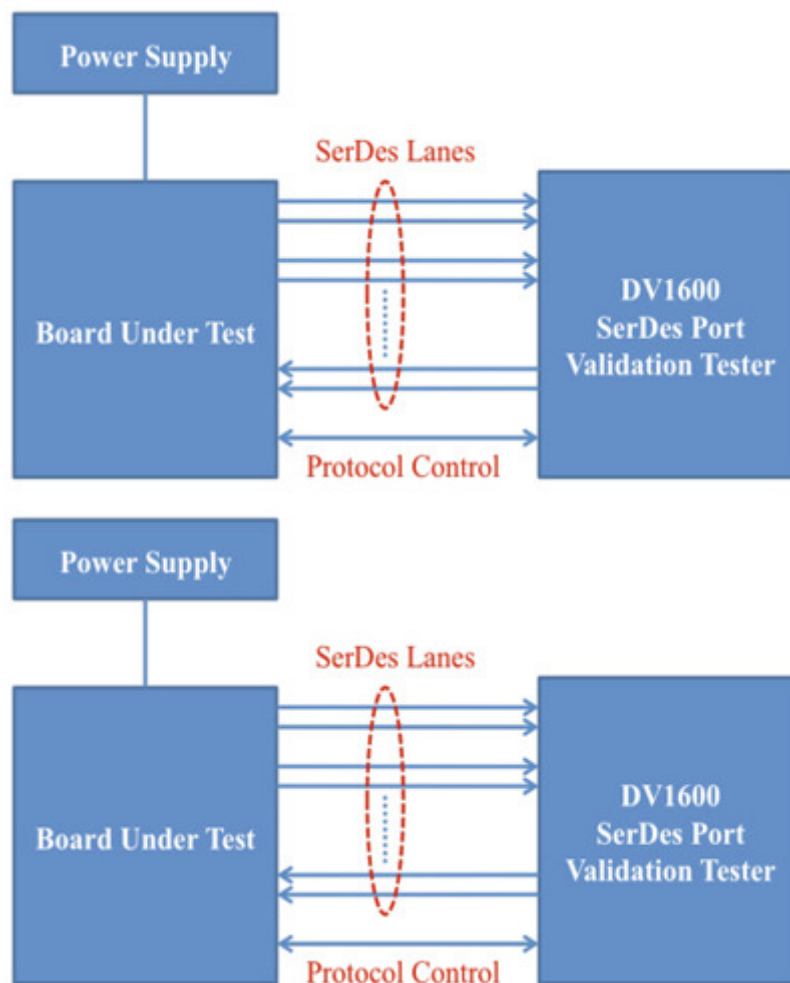 Power Supply
SerDes Lanes
Board Under Test
DV1600
SerDes Port
Validation Tester
Protocol Control
Power Supply
SerDes Lanes
Board Under Test
DV1600
SerDes Port
Validation Tester
Protocol Control